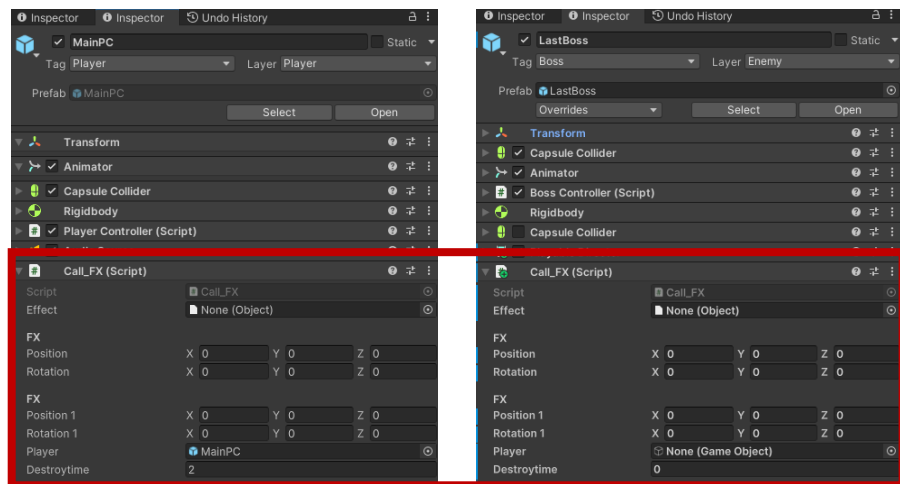 Inspector Inspector Undo History
MainPC Static
Tag Player Layer Player
Prefab MainPC
Select Open
Transform
Animator
Capsule Collider
Rigidbody
Player Controller (Script)
Call_FX (Script)
Script Call_FX
Effect None (Object)
FX
Position X 0 Y 0 Z 0
Rotation X 0 Y 0 Z 0
FX
Position 1 X 0 Y 0 Z 0
Rotation 1 X 0 Y 0 Z 0
Player MainPC
Destroytime 2
Inspector Inspector Undo History
LastBoss Static
Tag Boss Layer Enemy
Prefab LastBoss
Overrides Select Open
Transform
Capsule Collider
Animator
Boss Controller (Script)
Rigidbody
Capsule Collider
Call_FX (Script)
Script Call_FX
Effect None (Object)
FX
Position X 0 Y 0 Z 0
Rotation X 0 Y 0 Z 0
FX
Position 1 X 0 Y 0 Z 0
Rotation 1 X 0 Y 0 Z 0
Player None (Game Object)
Destroytime 0